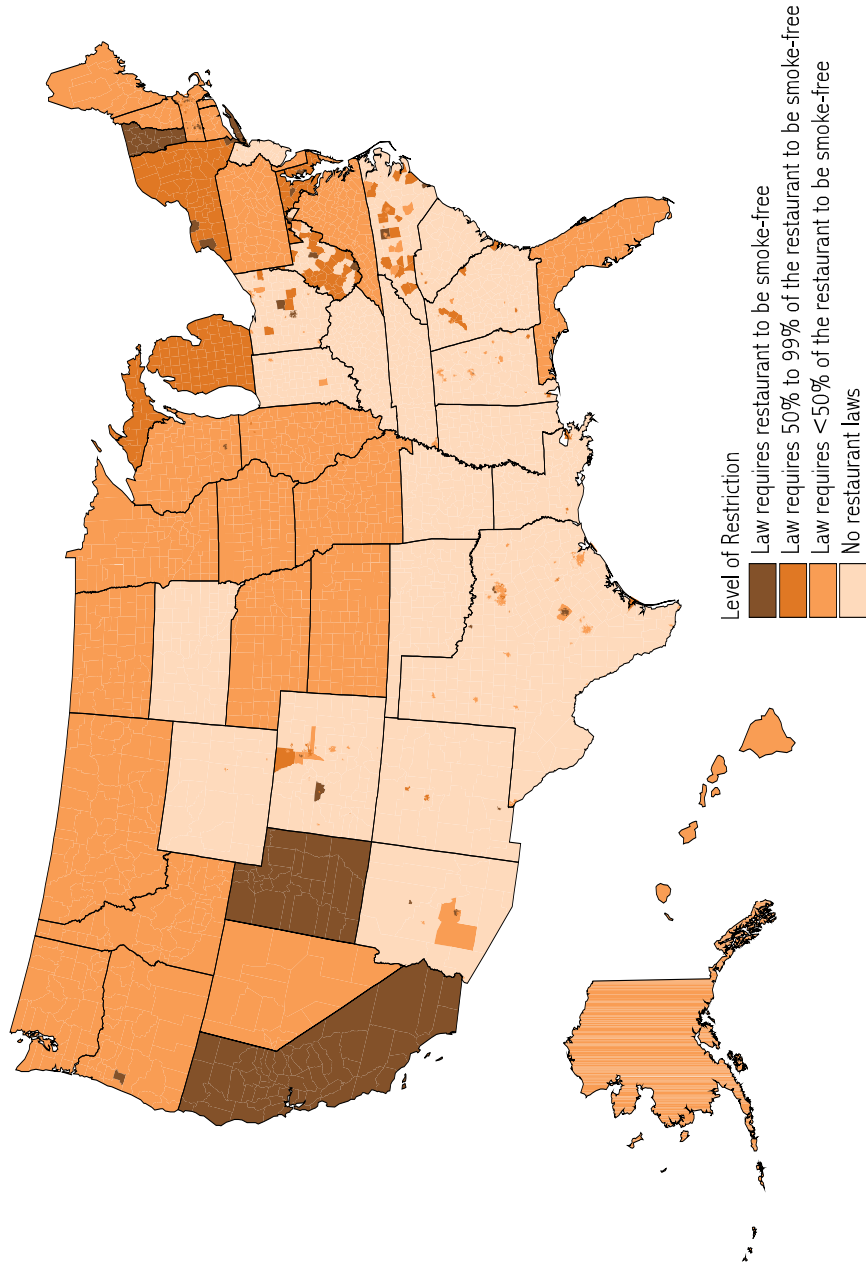 Level of Restriction
Law requires restaurant to be smoke-free
Law requires 50% to 99% of the restaurant to be smoke-free
Law requires <50% of the restaurant to be smoke-free
No restaurant laws